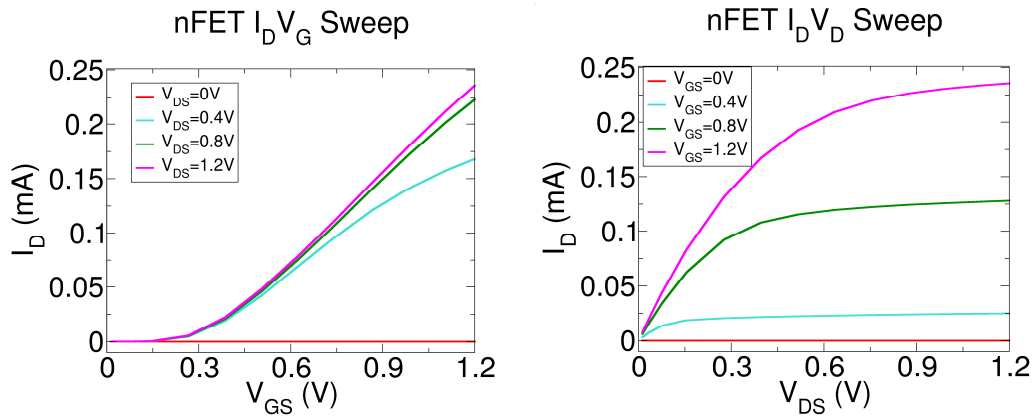 nFET I_DV_G Sweep
0.25
0.2
0.15
0.1
0.05
0
I_D (mA)
V_DS=0V
V_DS=0.4V
V_DS=0.8V
V_DS=1.2V
0 0.3 0.6 0.9 1.2
V_GS (V)
nFET I_DV_D Sweep
0.25
0.2
0.15
0.1
0.05
0
I_D (mA)
V_GS=0V
V_GS=0.4V
V_GS=0.8V
V_GS=1.2V
0 0.3 0.6 0.9 1.2
V_DS (V)